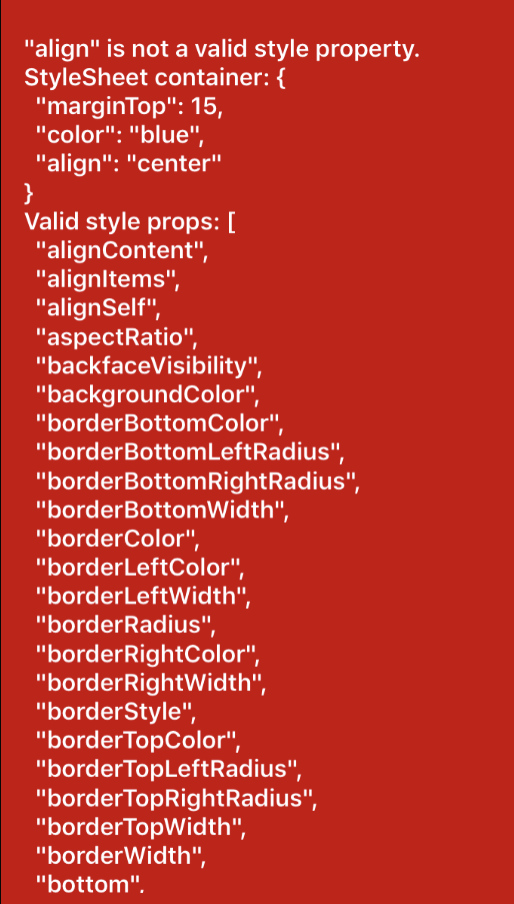 "align" is not a valid style property.
StyleSheet container: {
"marginTop": 15,
"color": "blue",
"align": "center"
}
Valid style props: [
"alignContent",
"alignItems",
"alignSelf",
"aspectRatio",
"backfaceVisibility",
"backgroundColor",
"borderBottomColor",
"borderBottomLeftRadius",
"borderBottomRightRadius",
"borderBottomWidth",
"borderColor",
"borderLeftColor",
"borderLeftWidth",
"borderRadius",
"borderRightColor",
"borderRightWidth",
"borderStyle",
"borderTopColor",
"borderTopLeftRadius",
"borderTopRightRadius",
"borderTopWidth",
"borderWidth",
"bottom",